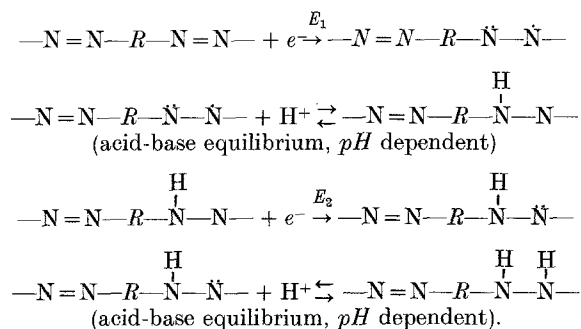 —N=N—R—N=N— + e⁻ E₁ → —N=N—R—N̈—Ṅ—
H
—N=N—R—N̈—Ṅ— + H⁺ ⇄ —N=N—R—N—N—
(acid-base equilibrium, pH dependent)
H H
—N=N—R—N—N— + e⁻ E₂ → —N=N—R—N—N̈—
H H H
—N=N—R—N—N̈— + H⁺ ⇆ —N=N—R—N—N—
(acid-base equilibrium, pH dependent).